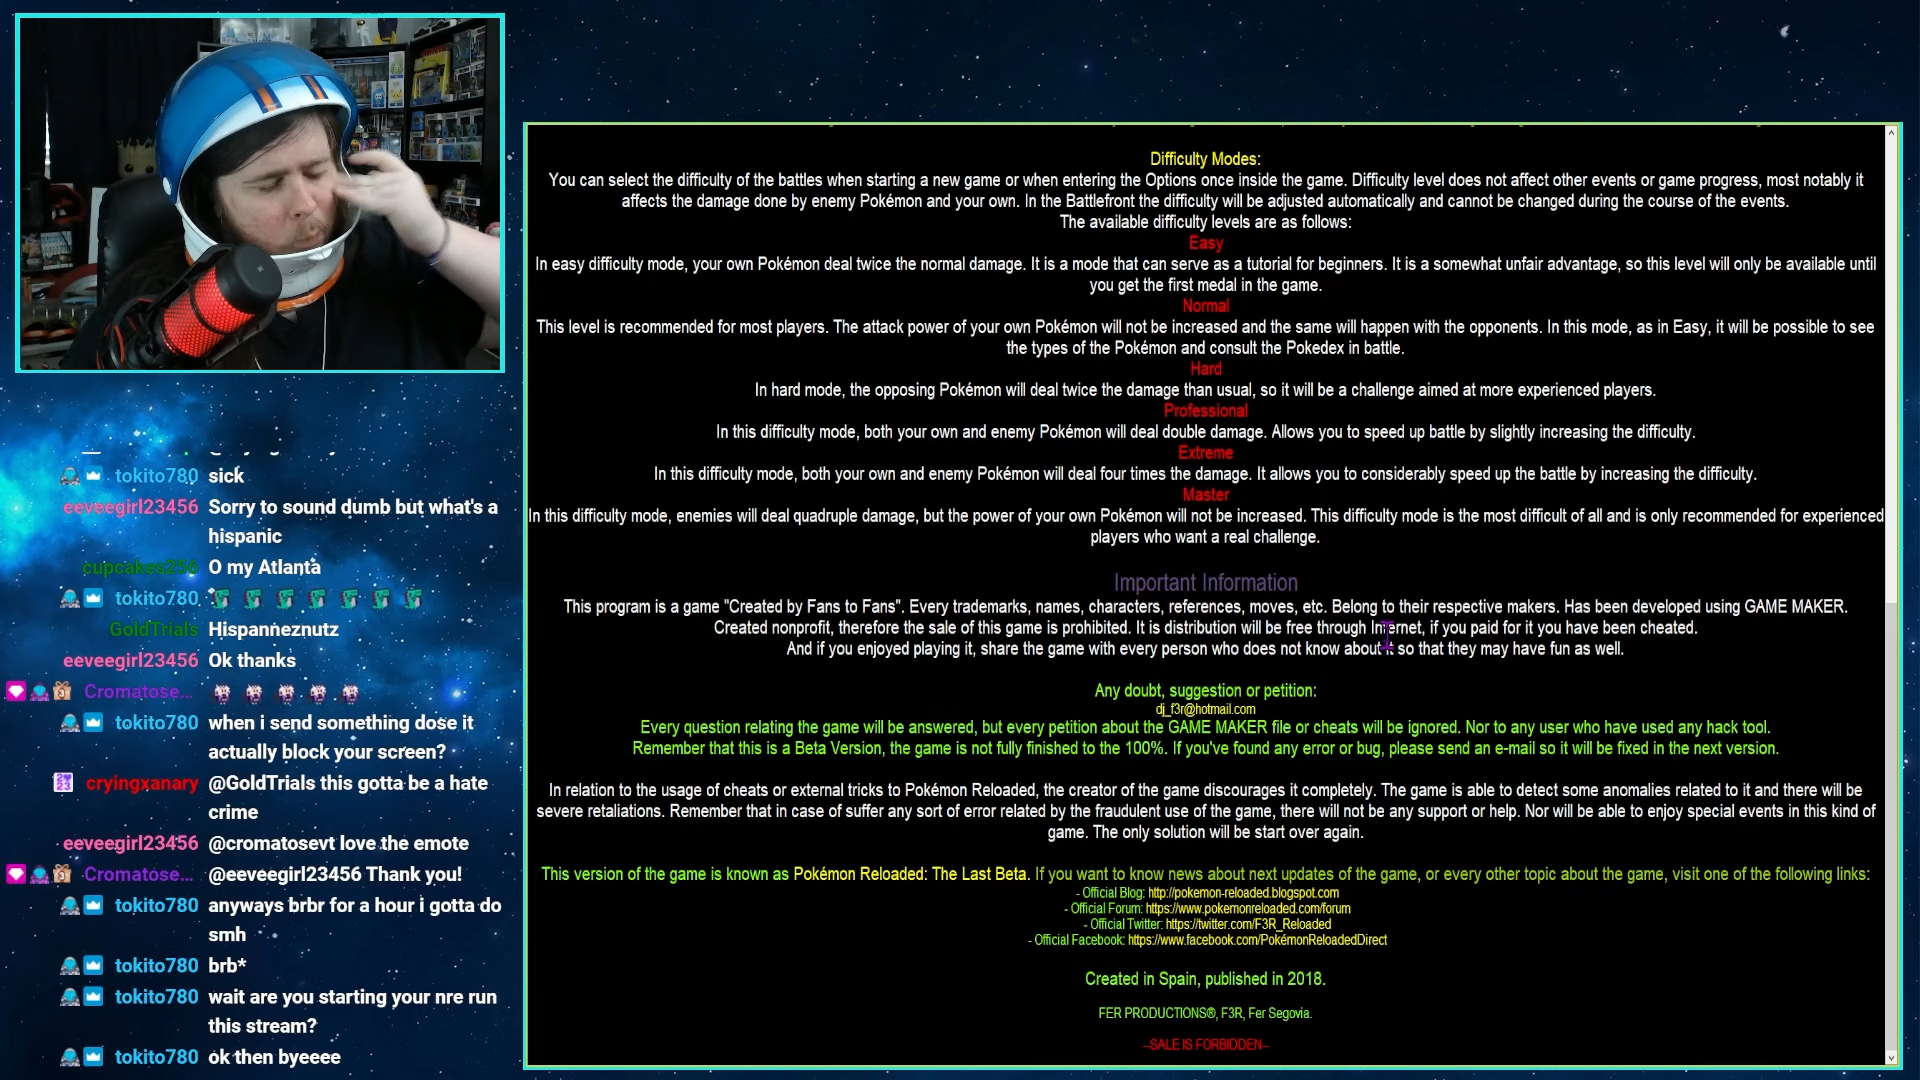 Difficulty Modes:
You can select the difficulty of the battles when starting a new game or when entering the Options once inside the game. Difficulty level does not affect other events or game progress, most notably it
affects the damage done by enemy Pokémon and your own. In the Battlefront the difficulty will be adjusted automatically and cannot be changed during the course of the events.
The available difficulty levels are as follows:
Easy
In easy difficulty mode, your own Pokémon deal twice the normal damage. It is a mode that can serve as a tutorial for beginners. It is a somewhat unfair advantage, so this level will only be available until
you get the first medal in the game.
Normal
This level is recommended for most players. The attack power of your own Pokémon will not be increased and the same will happen with the opponents. In this mode, as in Easy, it will be possible to see
the types of the Pokémon and consult the Pokedex in battle.
Hard
In hard mode, the opposing Pokémon will deal twice the damage than usual, so it will be a challenge aimed at more experienced players.
Professional
In this difficulty mode, both your own and enemy Pokémon will deal double damage. Allows you to speed up battle by slightly increasing the difficulty.
Extreme
In this difficulty mode, both your own and enemy Pokémon will deal four times the damage. It allows you to considerably speed up the battle by increasing the difficulty.
Master
In this difficulty mode, enemies will deal quadruple damage, but the power of your own Pokémon will not be increased. This difficulty mode is the most difficult of all and is only recommended for experienced
players who want a real challenge.
Important Information
This program is a game "Created by Fans to Fans". Every trademarks, names, characters, references, moves, etc. Belong to their respective makers. Has been developed using GAME MAKER.
Created nonprofit, therefore the sale of this game is prohibited. It is distribution will be free through Internet, if you paid for it you have been cheated.
And if you enjoyed playing it, share the game with every person who does not know about it so that they may have fun as well.
Any doubt, suggestion or petition:
dj_f3r@hotmail.com
Every question relating the game will be answered, but every petition about the GAME MAKER file or cheats will be ignored. Nor to any user who have used any hack tool.
Remember that this is a Beta Version, the game is not fully finished to the 100%. If you've found any error or bug, please send an e-mail so it will be fixed in the next version.
In relation to the usage of cheats or external tricks to Pokémon Reloaded, the creator of the game discourages it completely. The game is able to detect some anomalies related to it and there will be
severe retaliations. Remember that in case of suffer any sort of error related by the fraudulent use of the game, there will not be any support or help. Nor will be able to enjoy special events in this kind of
game. The only solution will be start over again.
This version of the game is known as Pokémon Reloaded: The Last Beta. If you want to know news about next updates of the game, or every other topic about the game, visit one of the following links:
- Official Blog: http://pokemon-reloaded.blogspot.com
- Official Forum: https://www.pokemonreloaded.com/forum
- Official Twitter: https://twitter.com/F3R_Reloaded
- Official Facebook: https://www.facebook.com/PokémonReloadedDirect
Created in Spain, published in 2018.
FER PRODUCTIONS®, F3R, Fer Segovia.
--SALE IS FORBIDDEN--
tokito780 sick
eeveegirl23456 Sorry to sound dumb but what's a
hispanic
cupcakes256 O my Atlanta
tokito780
GoldTrials Hispanneznutz
eeveegirl23456 Ok thanks
Cromatose...
tokito780 when i send something dose it
actually block your screen?
cryingxanary @GoldTrials this gotta be a hate
crime
eeveegirl23456 @cromatosevt love the emote
Cromatose... @eeveegirl23456 Thank you!
tokito780 anyways brbr for a hour i gotta do
smh
tokito780 brb*
tokito780 wait are you starting your nre run
this stream?
tokito780 ok then byeeee